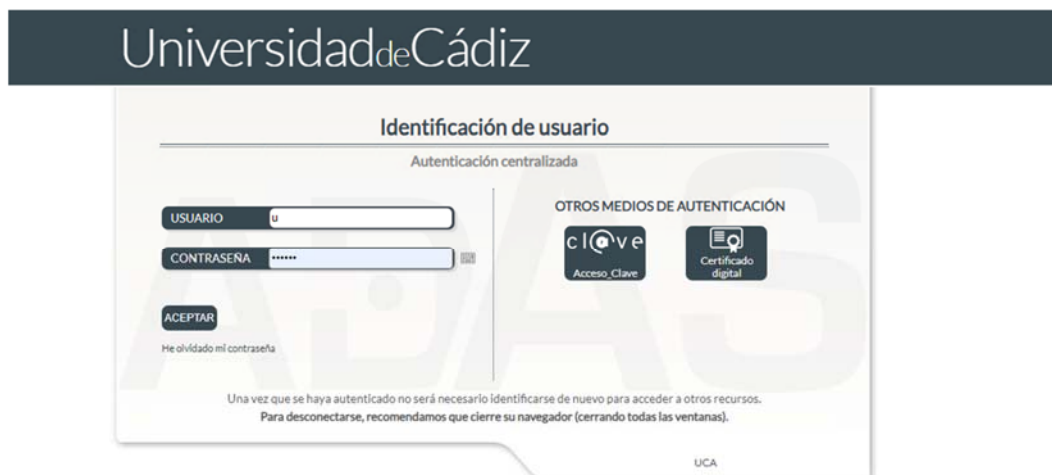 UniversidaddeCádiz
Identificación de usuario
Autenticación centralizada
USUARIO u
CONTRASEÑA ••••••
ACEPTAR
He olvidado mi contraseña
OTROS MEDIOS DE AUTENTICACIÓN
cl@ve
Acceso_Clave
Certificado
digital
ADAS
Una vez que se haya autenticado no será necesario identificarse de nuevo para acceder a otros recursos.
Para desconectarse, recomendamos que cierre su navegador (cerrando todas las ventanas).
UCA